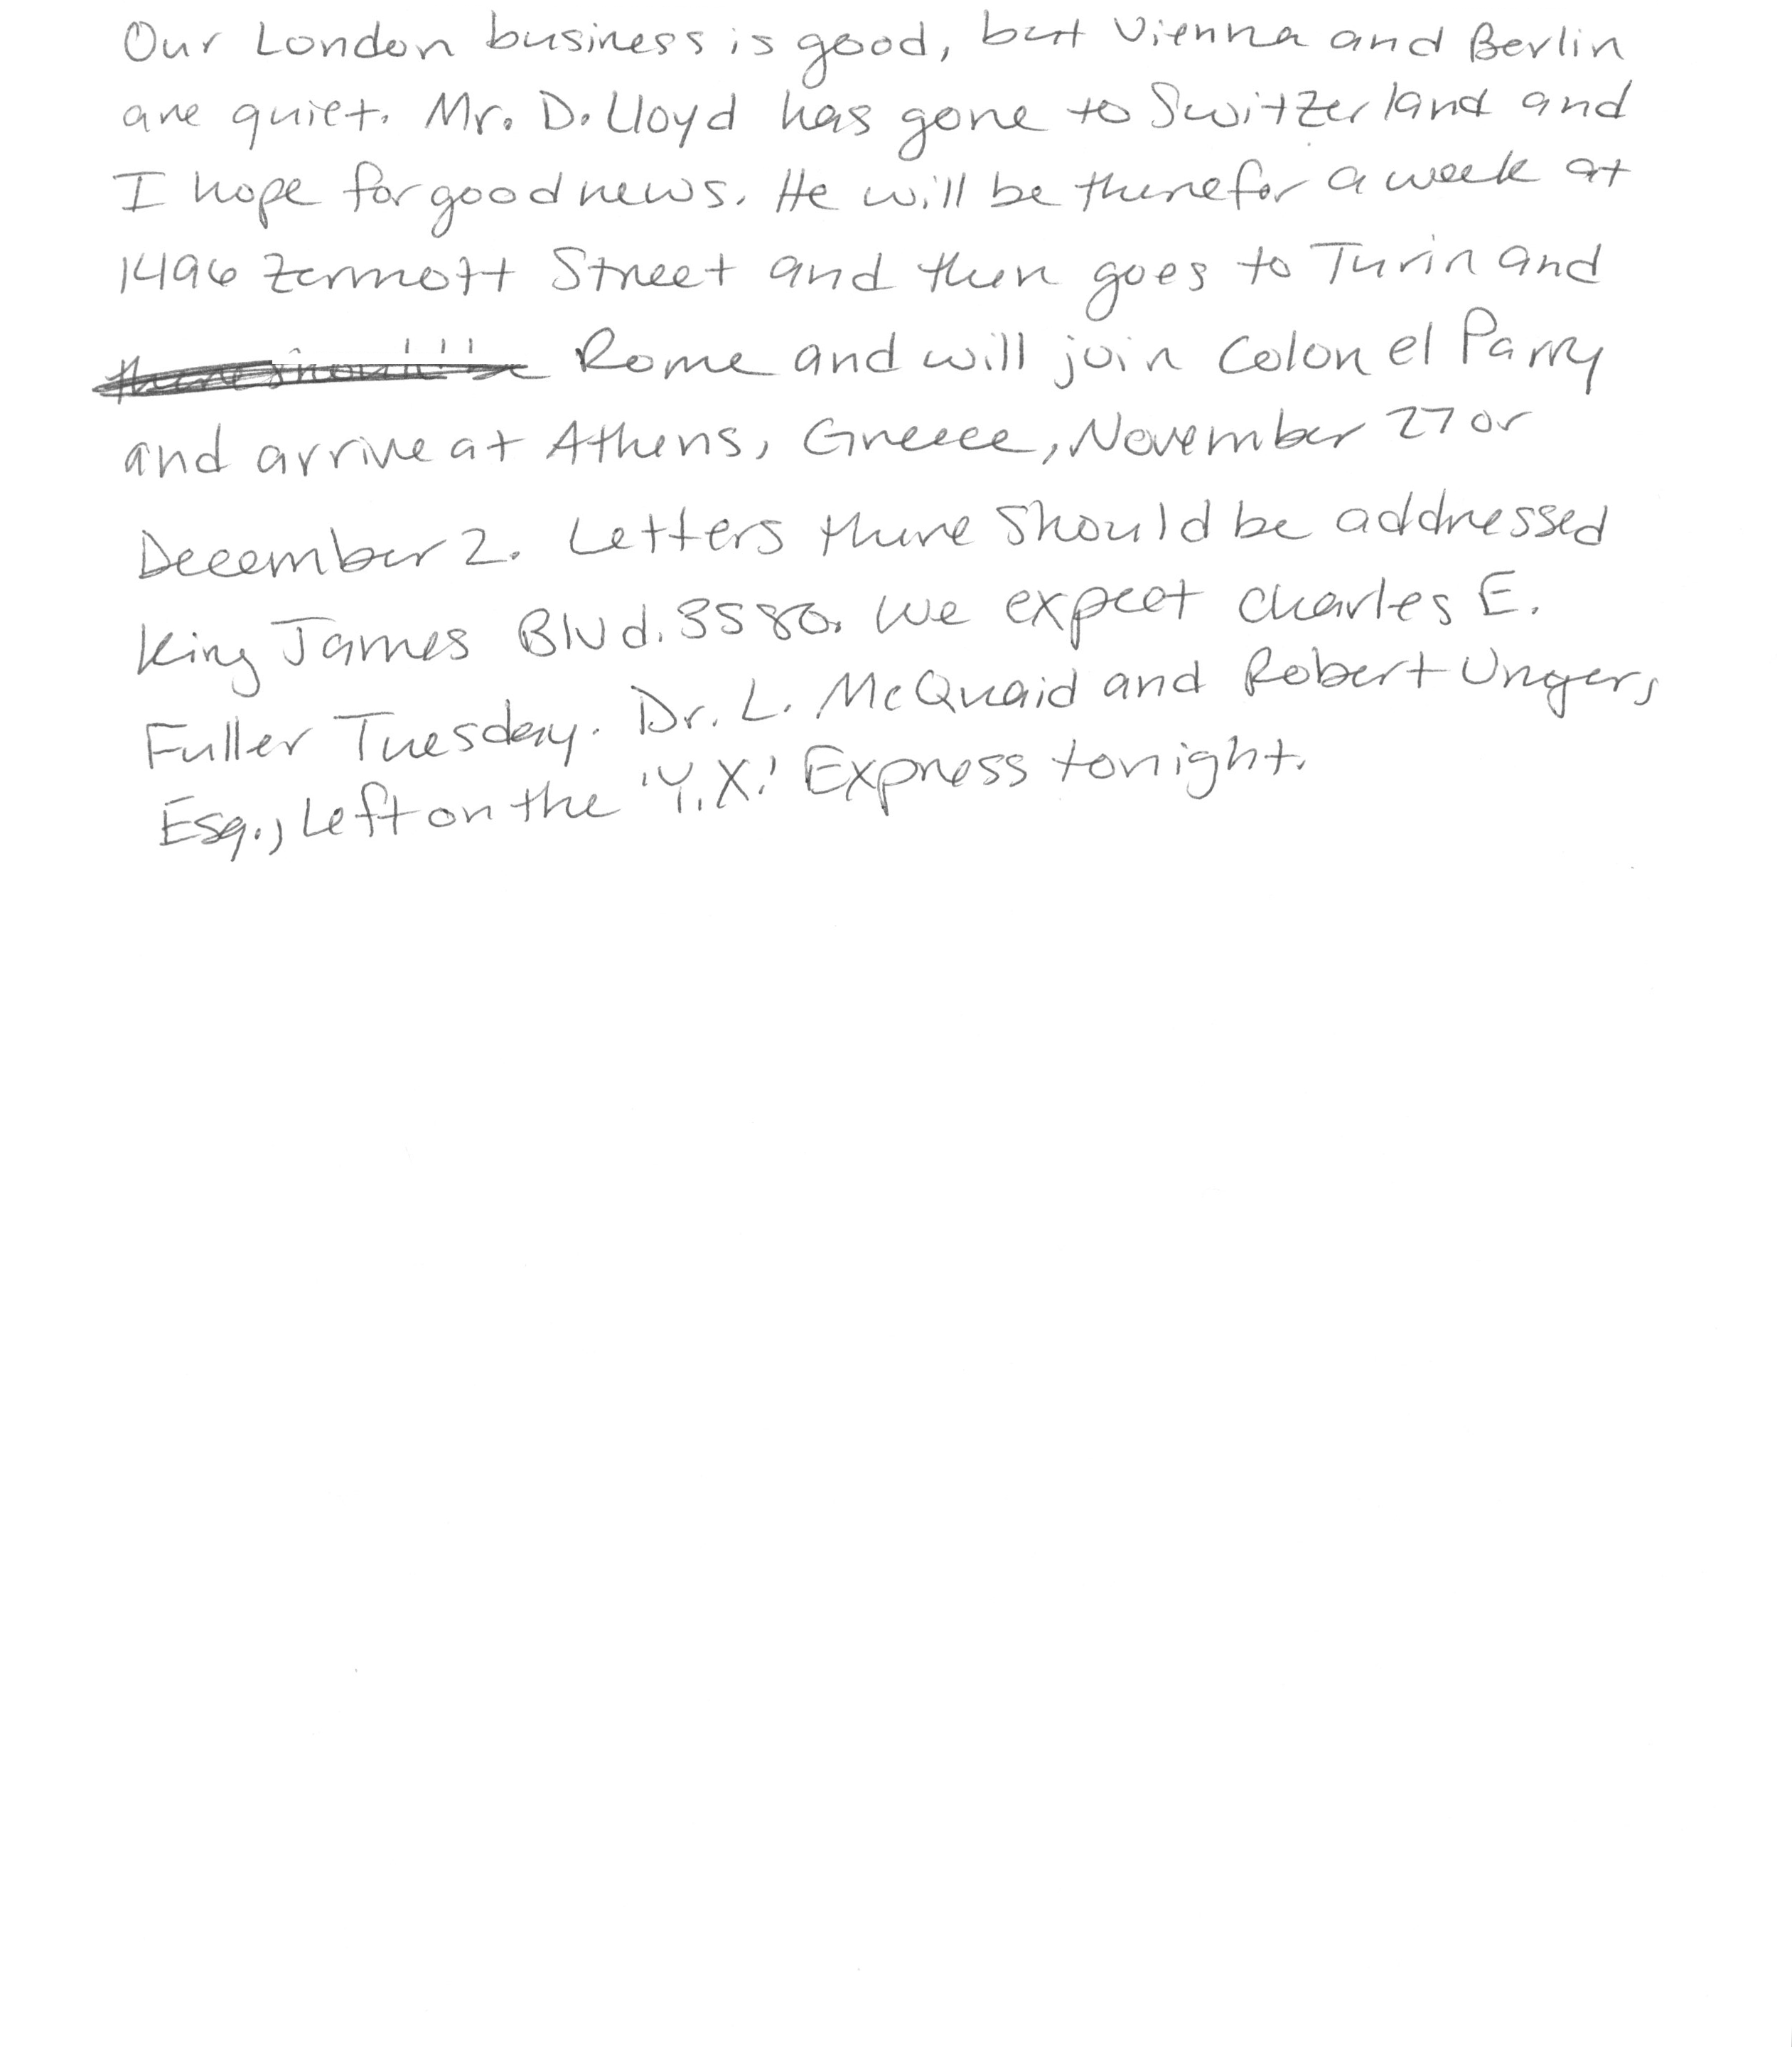 Our London business is good, but Vienna and Berlin
are quiet. Mr. D. Lloyd has gone to Switzerland and
I hope for good news. He will be there for a week at
1496 Zermott Street and then goes to Turin and
Rome and will join Colonel Parry
and arrive at Athens, Greece, November 27 or
December 2. Letters there should be addressed
King James Blvd. 3580. We expect Charles E.
Fuller Tuesday. Dr. L. McQuaid and Robert Unger,
Esq., Left on the 'Y.X.' Express tonight.